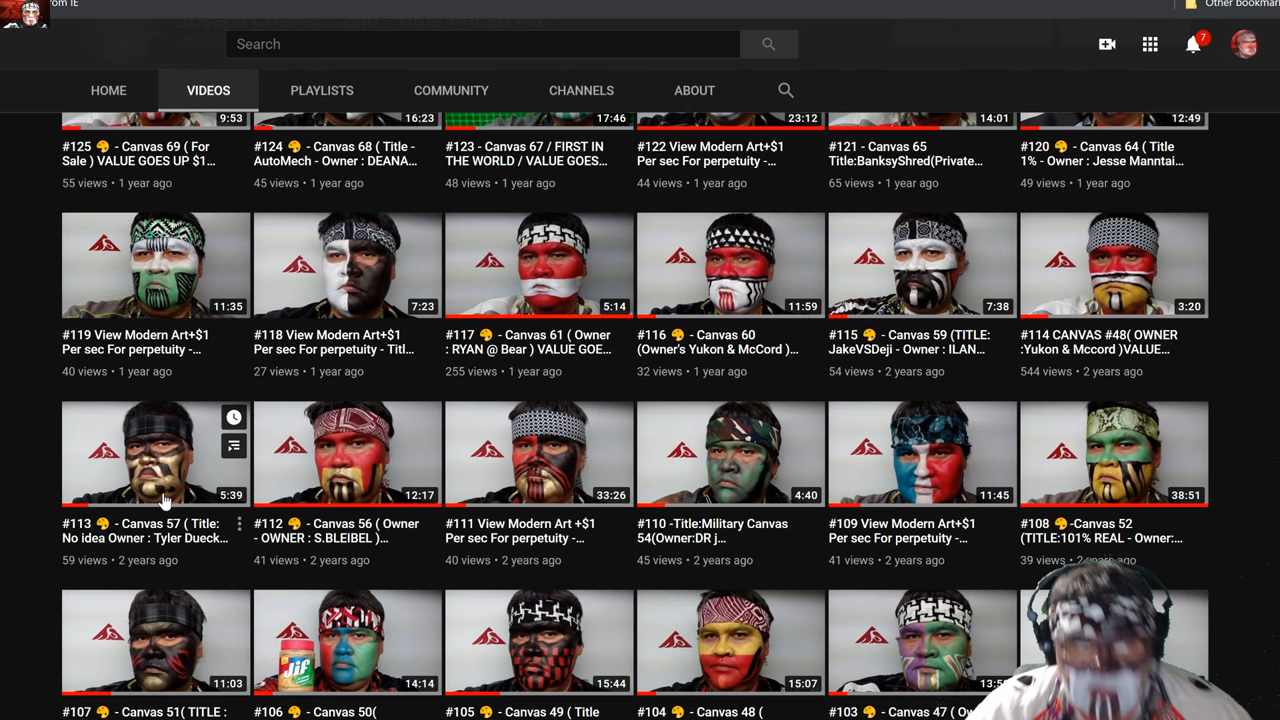 om IE
Other bookmar
Search
7
HOME
VIDEOS
PLAYLISTS
COMMUNITY
CHANNELS
ABOUT
9:53
16:23
17:46
23:12
14:01
12:49
#125 🎨 - Canvas 69 ( For
Sale ) VALUE GOES UP $1...
55 views • 1 year ago
#124 🎨 - Canvas 68 ( Title -
AutoMech - Owner : DEANA...
45 views • 1 year ago
#123 - Canvas 67 / FIRST IN
THE WORLD / VALUE GOES...
48 views • 1 year ago
#122 View Modern Art+$1
Per sec For perpetuity -...
44 views • 1 year ago
#121 - Canvas 65
Title:BanksyShred(Private...
65 views • 1 year ago
#120 🎨 - Canvas 64 ( Title
1% - Owner : Jesse Manntai...
49 views • 1 year ago
11:35
7:23
5:14
11:59
7:38
3:20
#119 View Modern Art+$1
Per sec For perpetuity -...
40 views • 1 year ago
#118 View Modern Art+$1
Per sec For perpetuity - Titl...
27 views • 1 year ago
#117 🎨 - Canvas 61 ( Owner
: RYAN @ Bear ) VALUE GOE...
255 views • 1 year ago
#116 🎨 - Canvas 60
(Owner's Yukon & McCord )...
32 views • 1 year ago
#115 🎨 - Canvas 59 (TITLE:
JakeVSDeji - Owner : ILAN...
54 views • 2 years ago
#114 CANVAS #48( OWNER
:Yukon & Mccord )VALUE...
544 views • 2 years ago
5:39
12:17
33:26
4:40
11:45
38:51
#113 🎨 - Canvas 57 ( Title:
No idea Owner : Tyler Dueck...
59 views • 2 years ago
#112 🎨 - Canvas 56 ( Owner
- OWNER : S.BLEIBEL )...
41 views • 2 years ago
#111 View Modern Art +$1
Per sec For perpetuity -...
40 views • 2 years ago
#110 -Title:Military Canvas
54(Owner:DR j...
45 views • 2 years ago
#109 View Modern Art+$1
Per sec For perpetuity -...
41 views • 2 years ago
#108 🎨 -Canvas 52
(TITLE:101% REAL - Owner:...
39 views • 2 years ago
11:03
Jif
14:14
15:44
15:07
#107 🎨 - Canvas 51( TITLE :
#106 🎨 - Canvas 50(
#105 🎨 - Canvas 49 ( Title
#104 🎨 - Canvas 48 (
#103 🎨 - Canvas 47 ( Ow